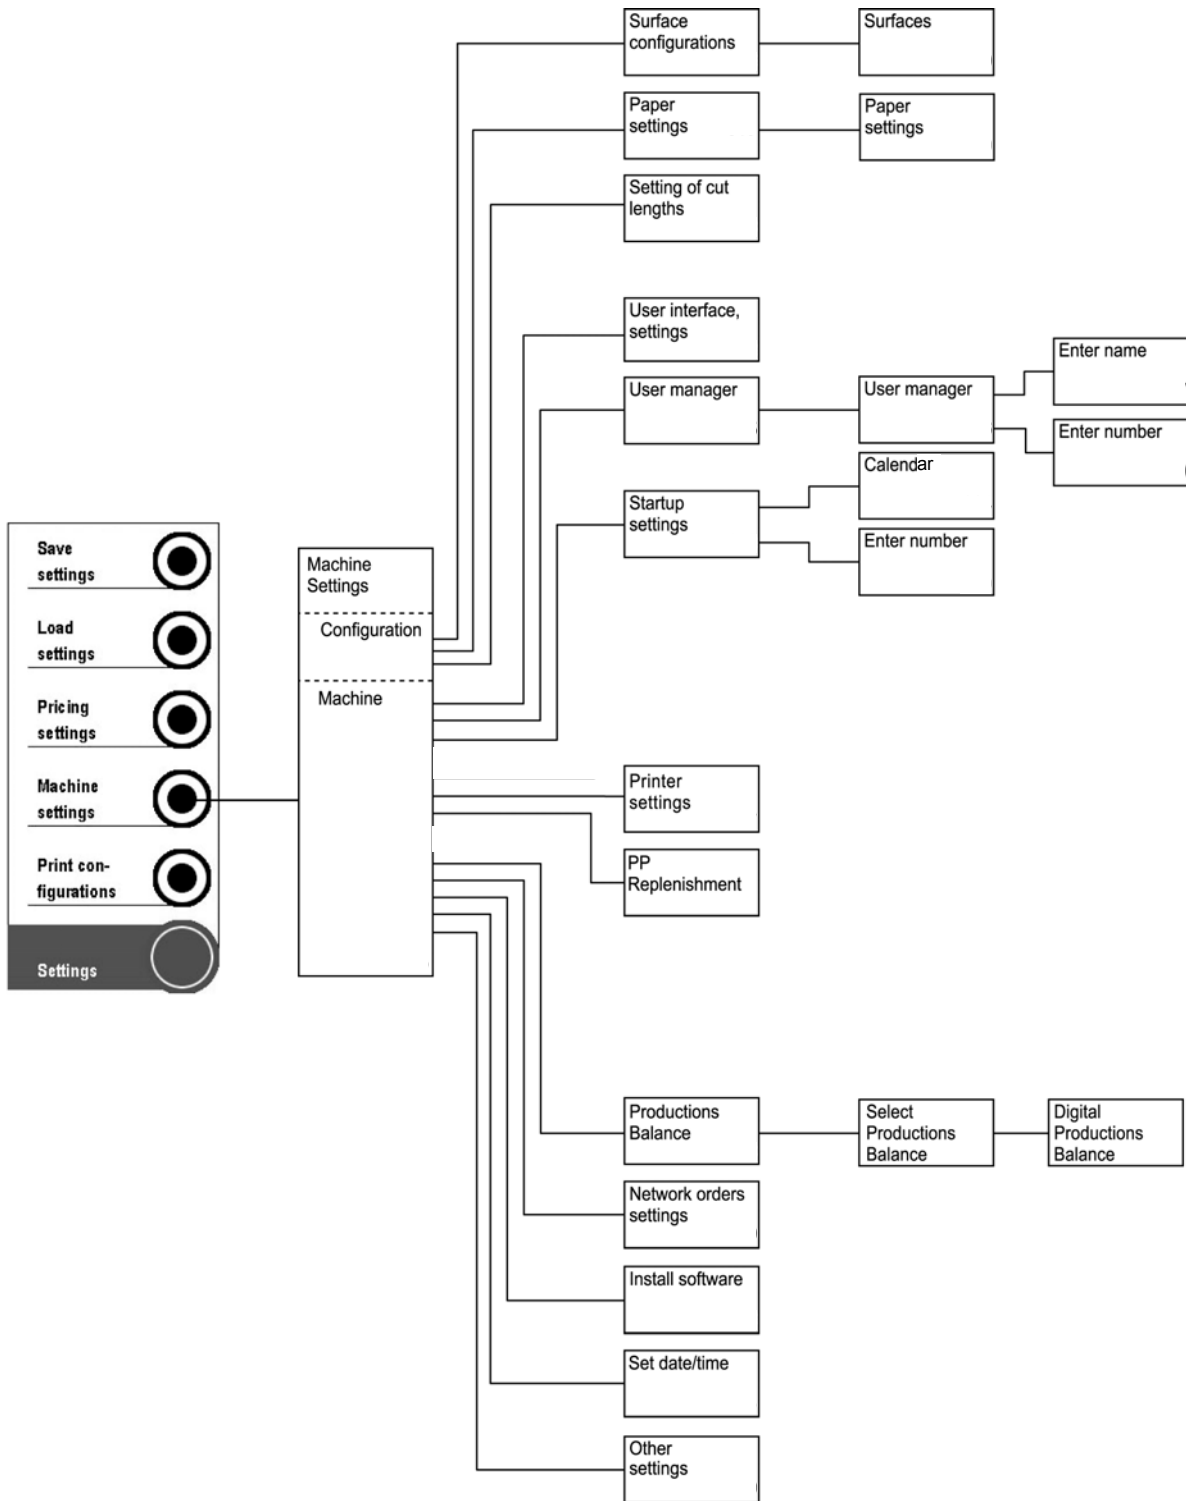 Surface
configurations
Surfaces
Paper
settings
Paper
settings
Setting of cut
lengths
User interface,
settings
User manager
User manager
Enter name
Enter number
Startup
settings
Calendar
Enter number
Save
settings
Load
settings
Pricing
settings
Machine
settings
Print con-
figurations
Settings
Machine
Settings
Configuration
Machine
Printer
settings
PP
Replenishment
Productions
Balance
Select
Productions
Balance
Digital
Productions
Balance
Network orders
settings
Install software
Set date/time
Other
settings